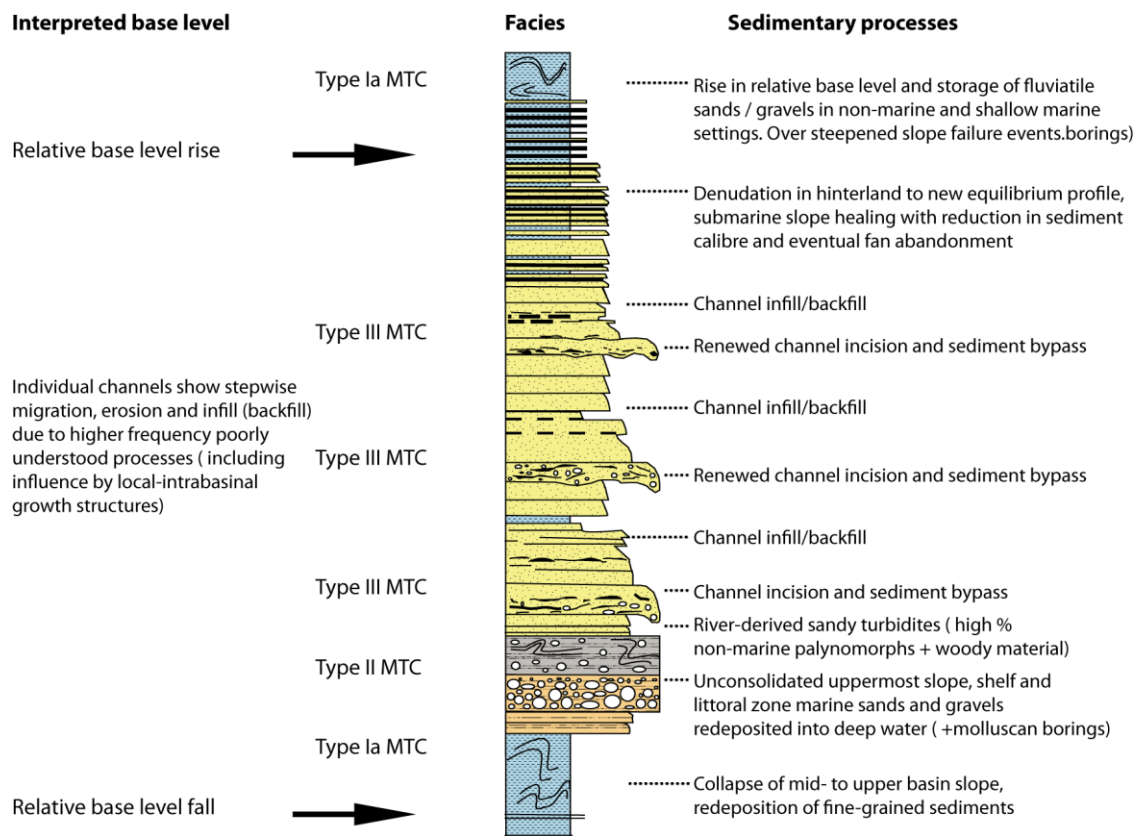 Interpreted base level
Facies
Sedimentary processes
Type Ia MTC
Rise in relative base level and storage of fluviatile
sands / gravels in non-marine and shallow marine
settings. Over steepened slope failure events.borings)
Relative base level rise
Denudation in hinterland to new equilibrium profile,
submarine slope healing with reduction in sediment
calibre and eventual fan abandonment
Channel infill/backfill
Type III MTC
Renewed channel incision and sediment bypass
Individual channels show stepwise
migration, erosion and infill (backfill)
due to higher frequency poorly
understood processes ( including
influence by local-intrabasinal
growth structures)
Channel infill/backfill
Type III MTC
Renewed channel incision and sediment bypass
Channel infill/backfill
Type III MTC
Channel incision and sediment bypass
River-derived sandy turbidites ( high %
non-marine palynomorphs + woody material)
Type II MTC
Unconsolidated uppermost slope, shelf and
littoral zone marine sands and gravels
redeposited into deep water ( +molluscan borings)
Type Ia MTC
Collapse of mid- to upper basin slope,
redeposition of fine-grained sediments
Relative base level fall